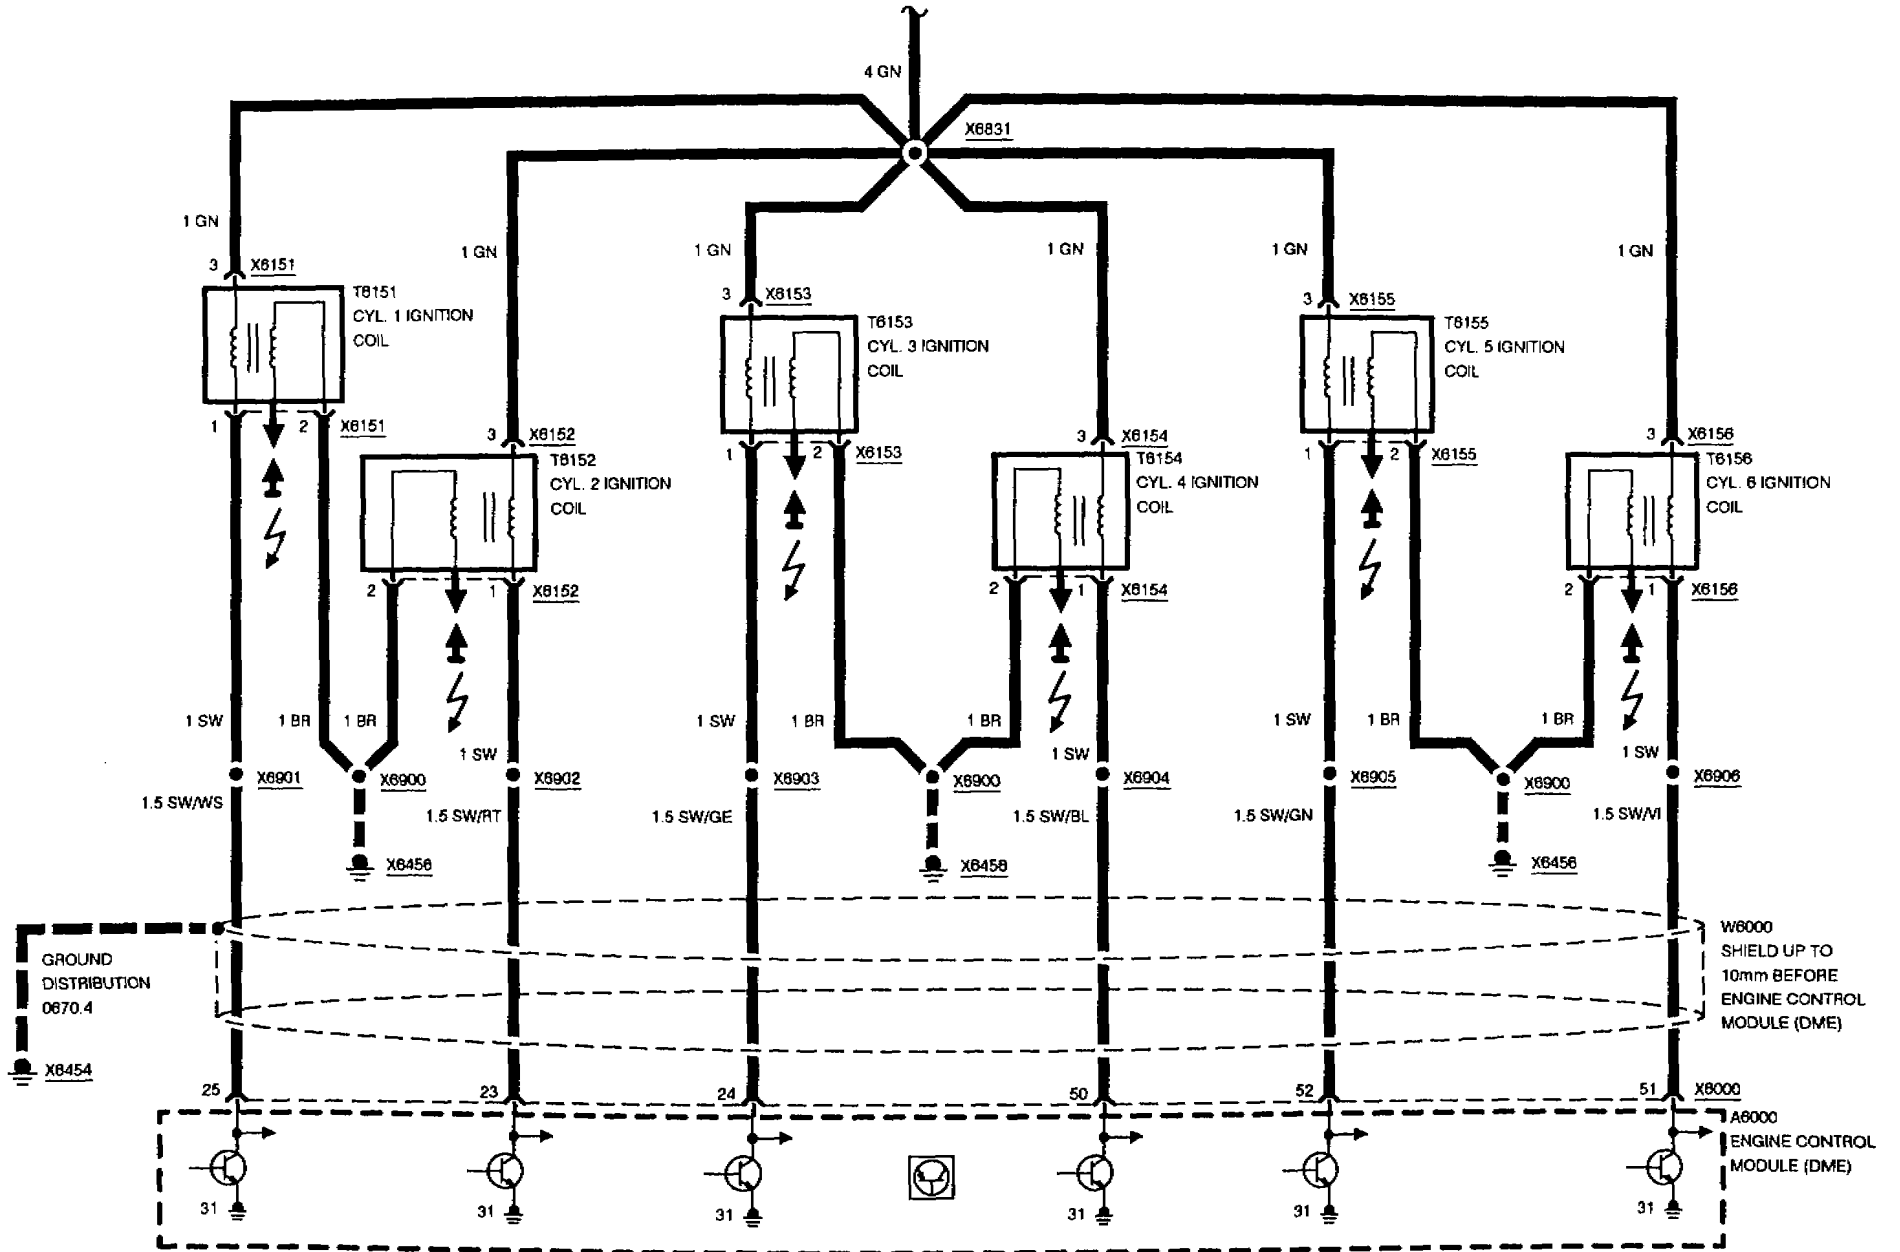 4 GN
X6831
1 GN
1 GN
1 GN
1 GN
1 GN
1 GN
3 X6151
T6151
CYL. 1 IGNITION
COIL
1 2 X6151
3 X6152
T6152
CYL. 2 IGNITION
COIL
2 1 X6152
3 X6153
T6153
CYL. 3 IGNITION
COIL
1 2 X6153
3 X6154
T6154
CYL. 4 IGNITION
COIL
2 1 X6154
3 X6155
T6155
CYL. 5 IGNITION
COIL
1 2 X6155
3 X6156
T6156
CYL. 6 IGNITION
COIL
2 1 X6156
1 SW 1 BR 1 BR 1 SW 1 SW 1 BR 1 BR 1 SW 1 SW 1 BR 1 BR 1 SW
X6901 X6900 X6902 X6903 X6900 X6904 X6905 X6900 X6906
1.5 SW/WS 1.5 SW/RT 1.5 SW/GE 1.5 SW/BL 1.5 SW/GN 1.5 SW/VI
X6456 X6456 X6456
GROUND
DISTRIBUTION
0670.4
X6454
W6000
SHIELD UP TO
10mm BEFORE
ENGINE CONTROL
MODULE (DME)
25 23 24 50 52 51 X6000
A6000
ENGINE CONTROL
MODULE (DME)
31 31 31 31 31 31